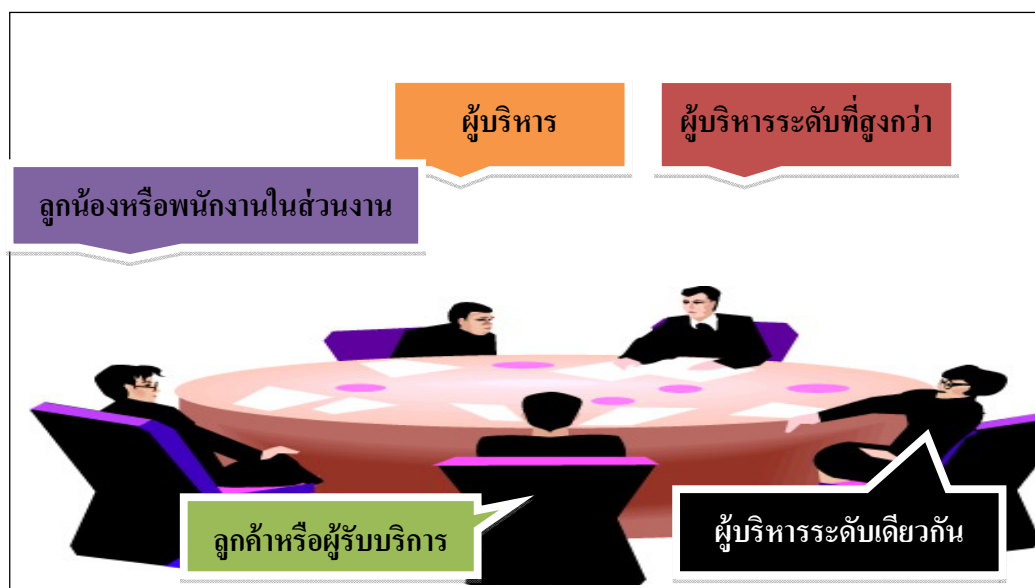 ผู้บริหาร
ผู้บริหารระดับที่สูงกว่า
ลูกน้องหรือพนักงานในส่วนงาน
ลูกค้าหรือผู้รับบริการ
ผู้บริหารระดับเดียวกัน